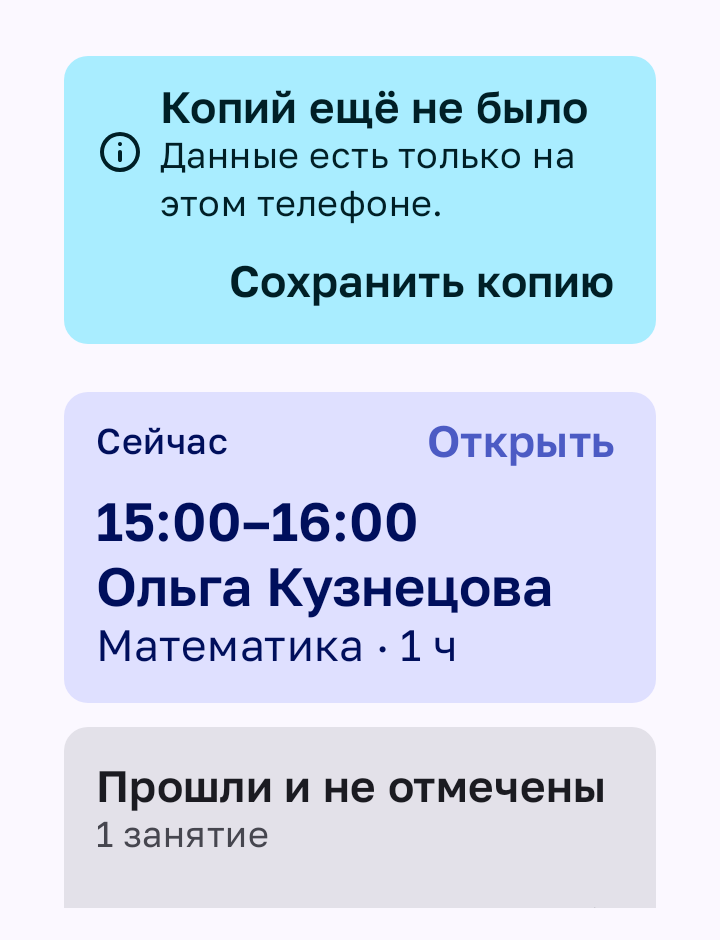 Копий ещё не было
Данные есть только на
этом телефоне.
Сохранить копию
Сейчас
Открыть
15:00–16:00
Ольга Кузнецова
Математика · 1 ч
Прошли и не отмечены
1 занятие